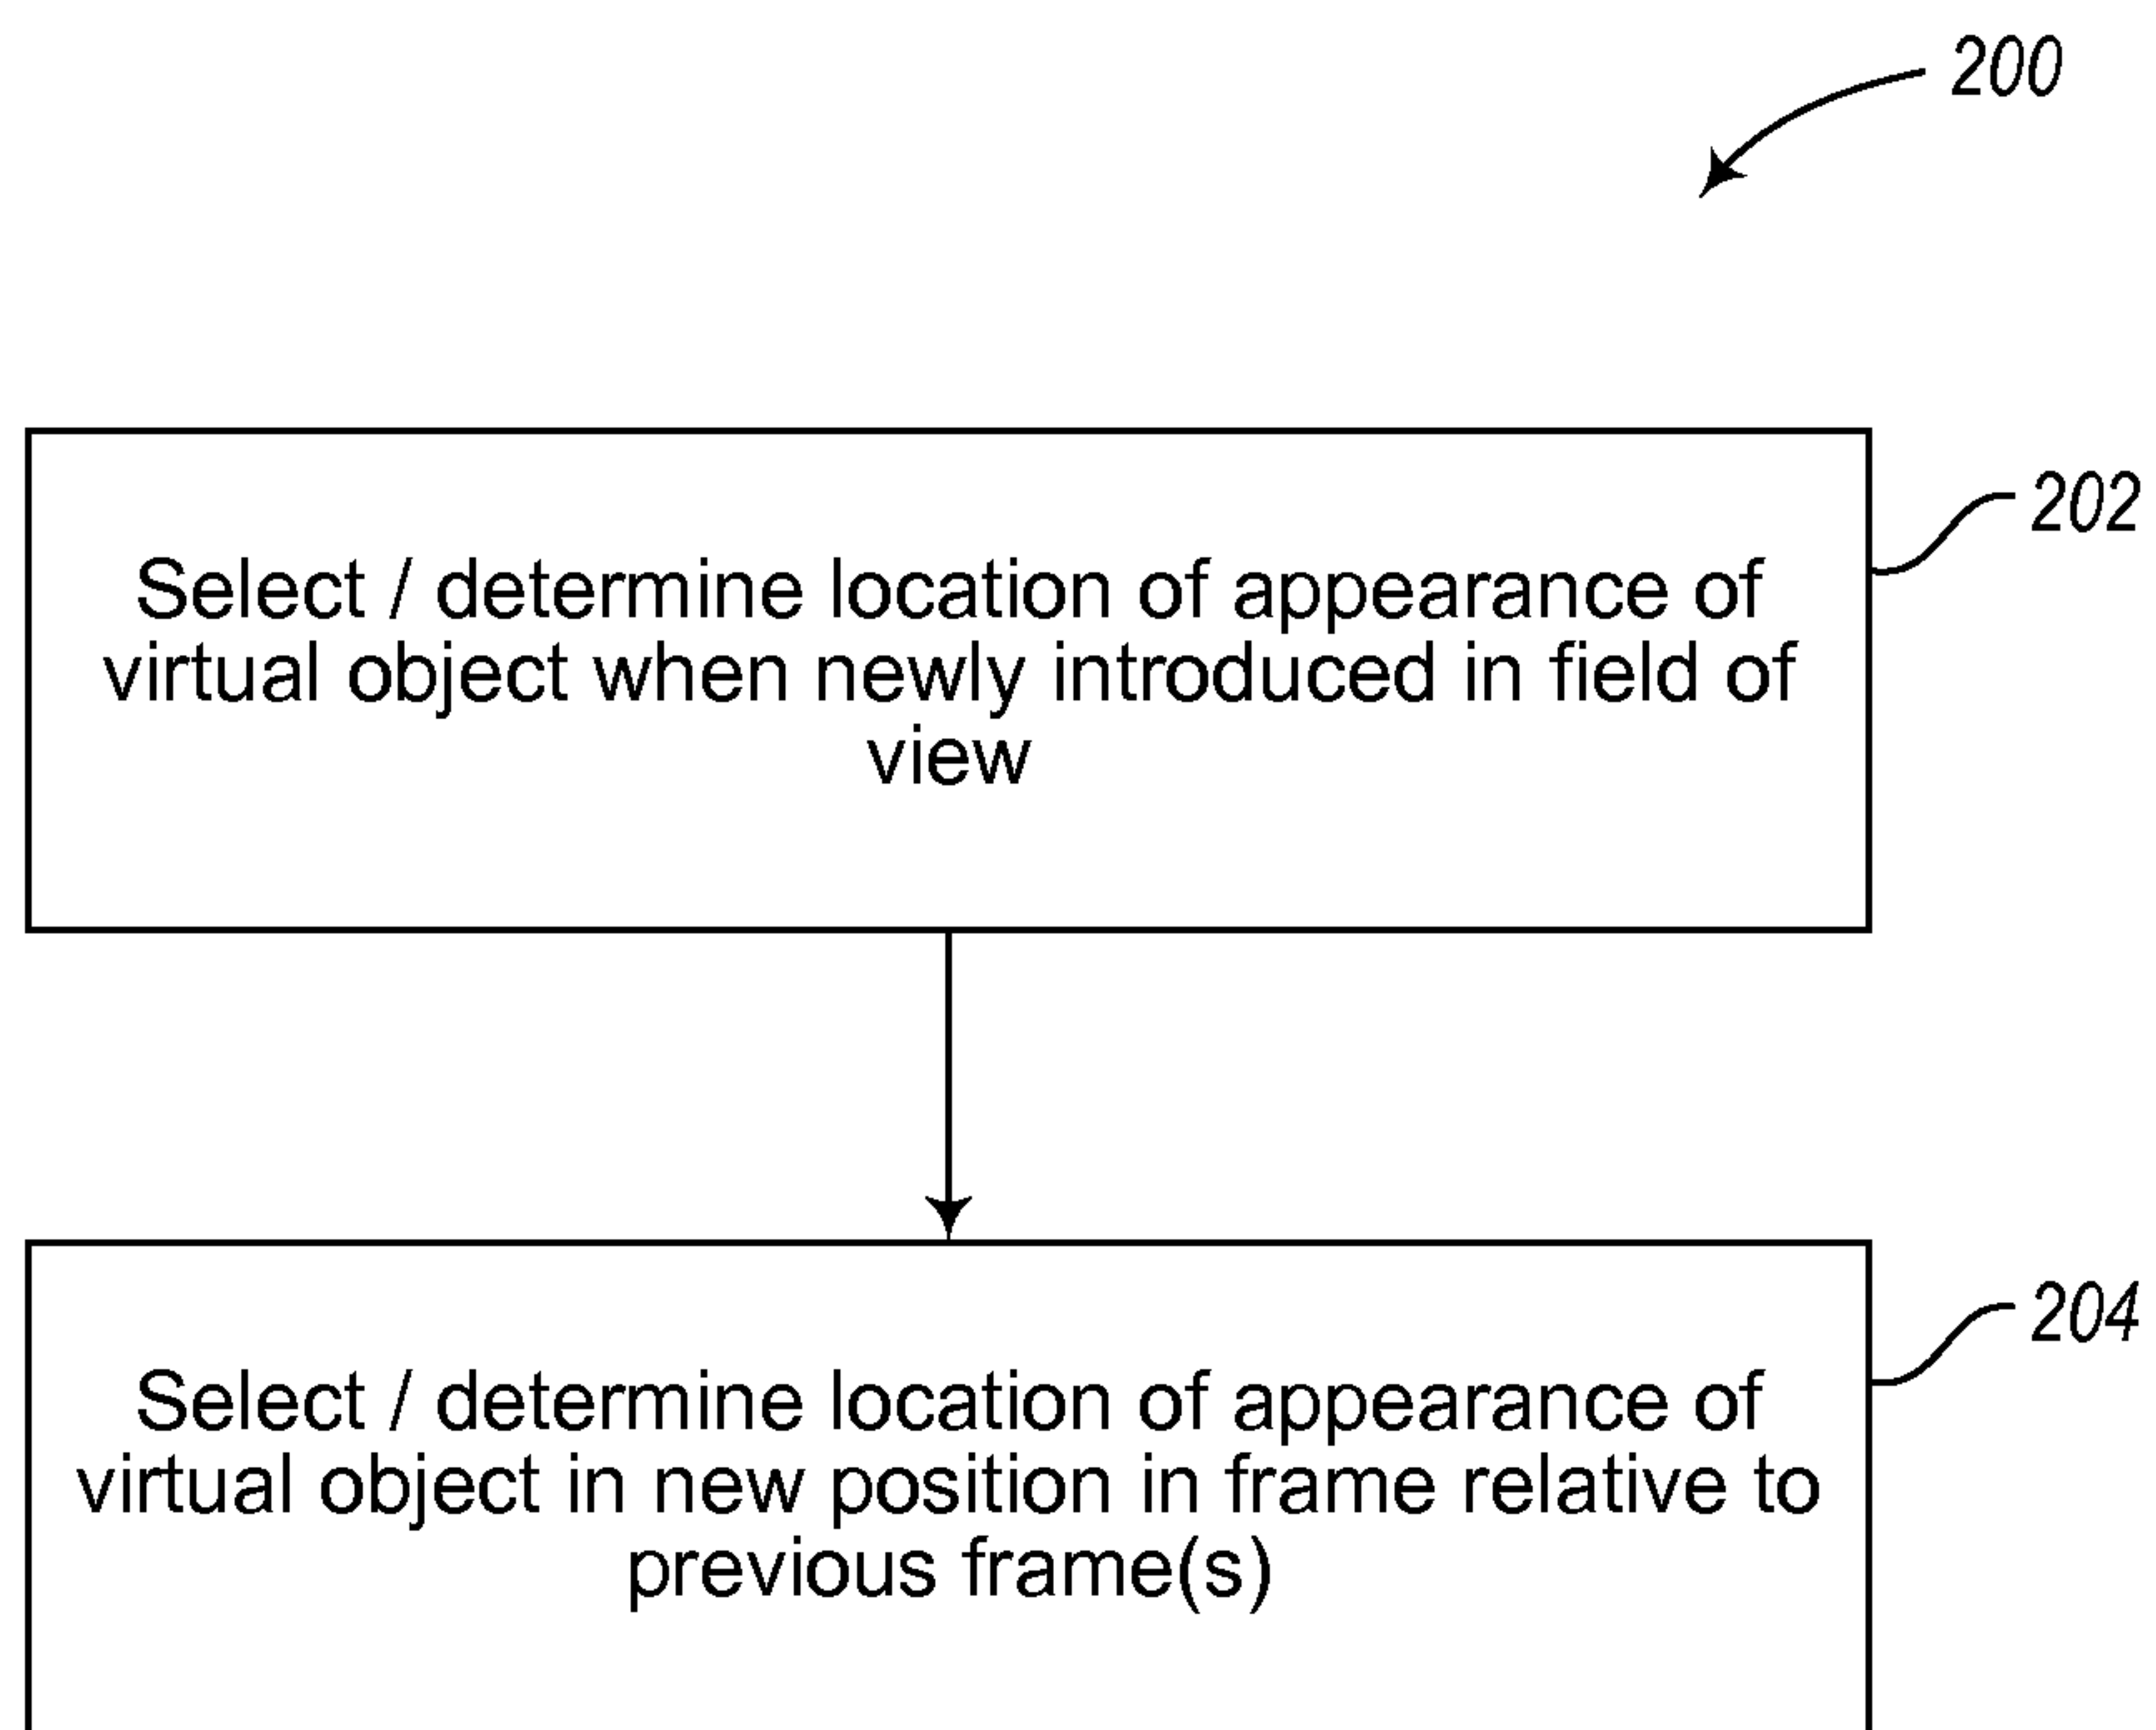 200
202
Select / determine location of appearance of
virtual object when newly introduced in field of
view
204
Select / determine location of appearance of
virtual object in new position in frame relative to
previous frame(s)